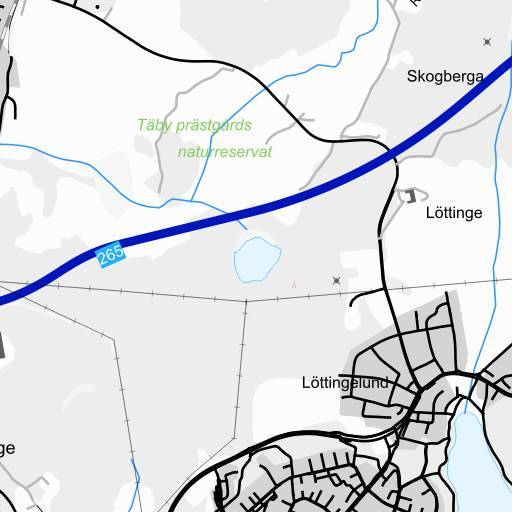 Skogberga
Täby prästgårds
naturreservat
Löttinge
265
Löttingelund
ge